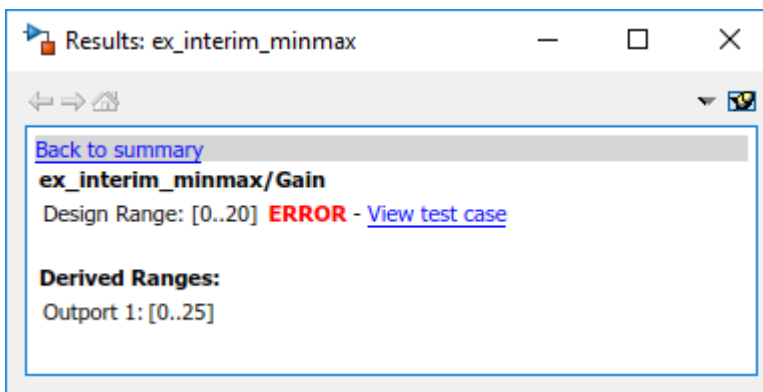 Results: ex_interim_minmax
Back to summary
ex_interim_minmax/Gain
Design Range: [0..20] ERROR - View test case
Derived Ranges:
Outport 1: [0..25]